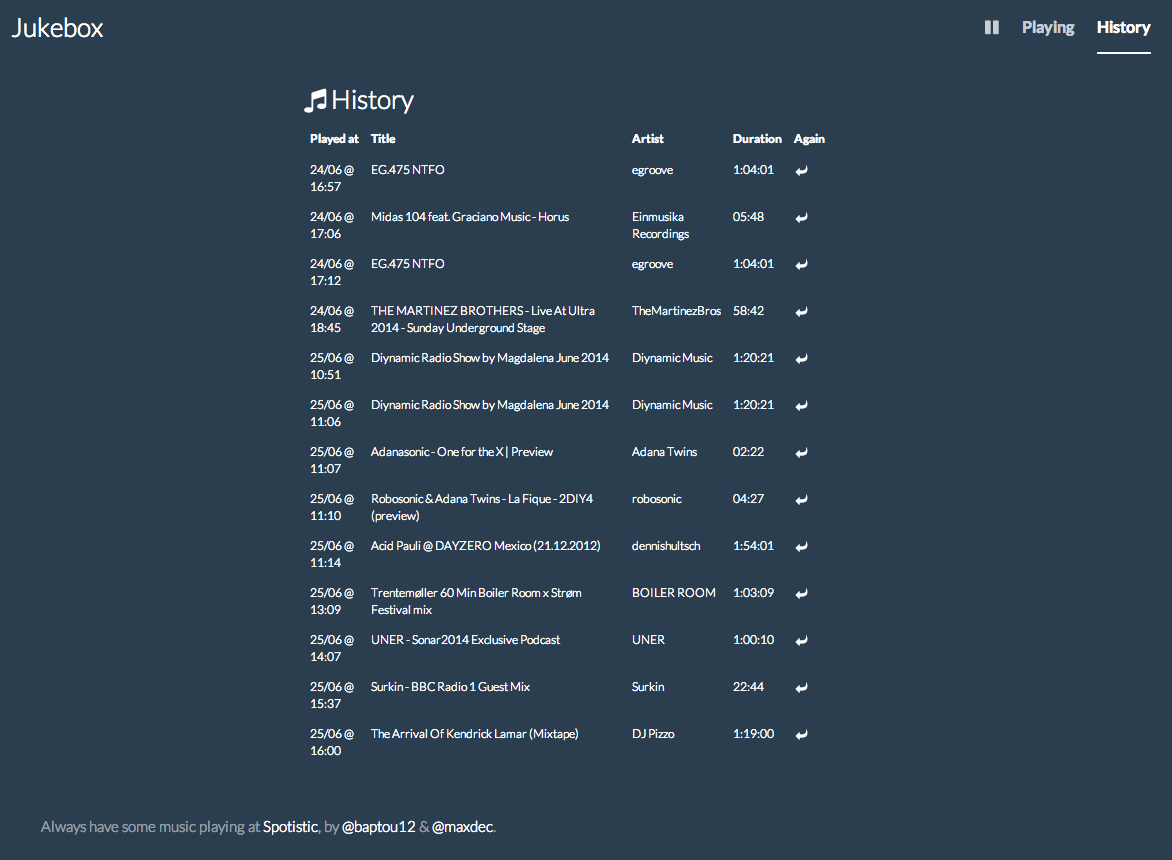 Jukebox
Playing
History
History
Played at Title Artist Duration Again
24/06 @ EG.475 NTFO egroove 1:04:01
16:57
24/06 @ Midas 104 feat. Graciano Music - Horus Einmusika 05:48
17:06 Recordings
24/06 @ EG.475 NTFO egroove 1:04:01
17:12
24/06 @ THE MARTINEZ BROTHERS - Live At Ultra TheMartinezBros 58:42
18:45 2014 - Sunday Underground Stage
25/06 @ Diynamic Radio Show by Magdalena June 2014 Diynamic Music 1:20:21
10:51
25/06 @ Diynamic Radio Show by Magdalena June 2014 Diynamic Music 1:20:21
11:06
25/06 @ Adanasonic - One for the X | Preview Adana Twins 02:22
11:07
25/06 @ Robosonic & Adana Twins - La Fique - 2DIY4 robosonic 04:27
11:10 (preview)
25/06 @ Acid Pauli @ DAYZERO Mexico (21.12.2012) dennishultsch 1:54:01
11:14
25/06 @ Trentemøller 60 Min Boiler Room x Strøm BOILER ROOM 1:03:09
13:09 Festival mix
25/06 @ UNER - Sonar2014 Exclusive Podcast UNER 1:00:10
14:07
25/06 @ Surkin - BBC Radio 1 Guest Mix Surkin 22:44
15:37
25/06 @ The Arrival Of Kendrick Lamar (Mixtape) DJ Pizzo 1:19:00
16:00
Always have some music playing at Spotistic, by @baptou12 & @maxdec.